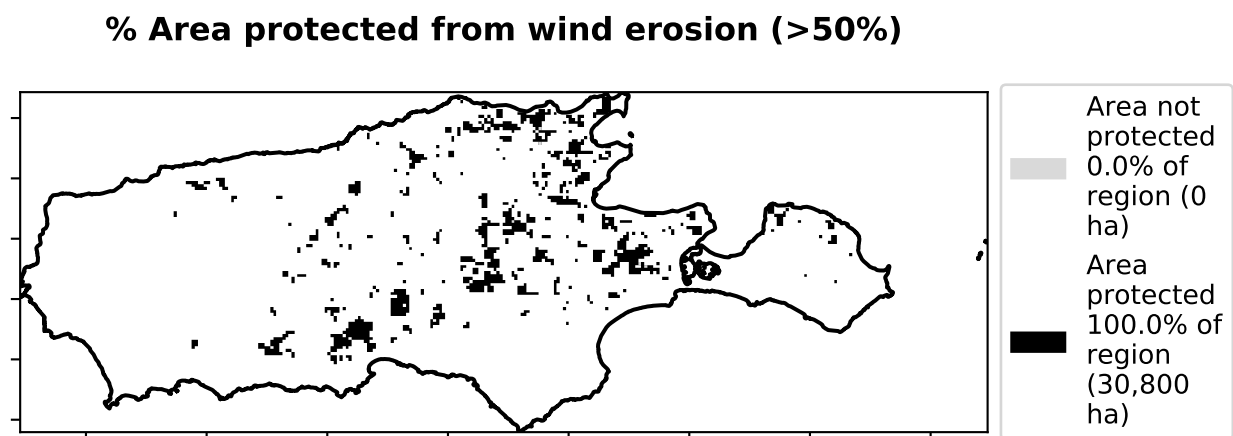 % Area protected from wind erosion (>50%)
Area not
protected
0.0% of
region (0
ha)
Area
protected
100.0% of
region
(30,800
ha)